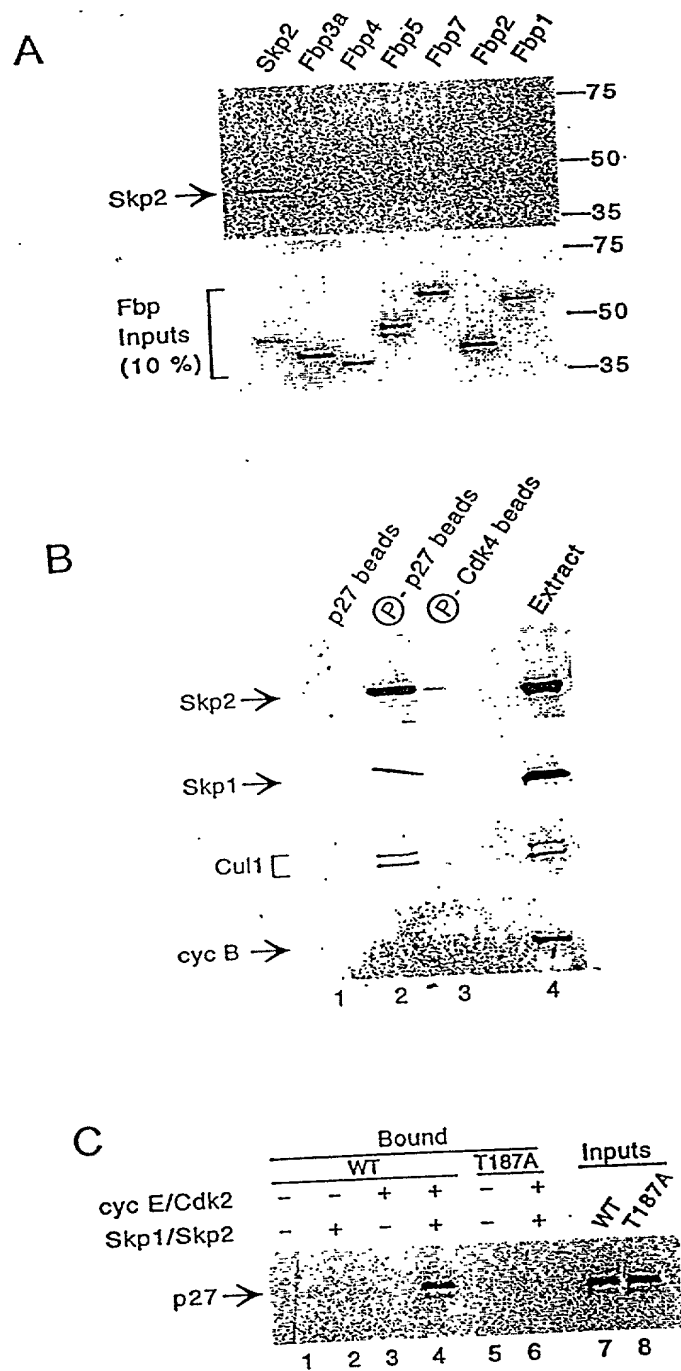 A
Skp2 Fbp3a Fbp4 Fbp5 Fbp7 Fbp2 Fbp1
75
50
Skp2
35
75
Fbp
Inputs
(10 %)
50
35
B
p27 beads
P - p27 beads
P - Cdk4 beads
Extract
Skp2
Skp1
Cul1
cyc B
1 2 3 4
C
Bound
Inputs
WT T187A
cyc E/Cdk2 − − + + − +
WT T187A
Skp1/Skp2 − + − + − +
p27
1 2 3 4 5 6 7 8